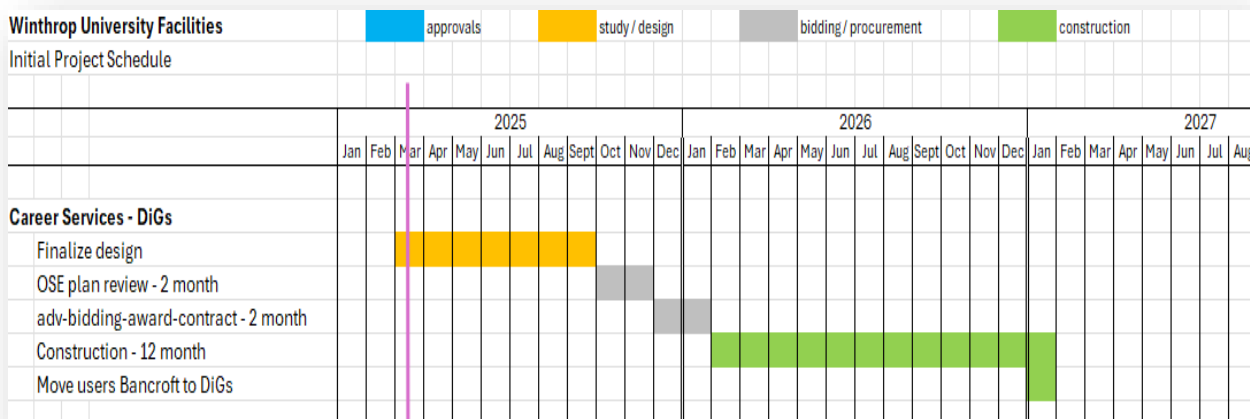 Winthrop University Facilities approvals study / design bidding / procurement construction
Initial Project Schedule
2025 2026 2027
Jan Feb Mar Apr May Jun Jul Aug Sept Oct Nov Dec Jan Feb Mar Apr May Jun Jul Aug Sept Oct Nov Dec Jan Feb Mar Apr May Jun Jul Aug
Career Services - DiGs
Finalize design
OSE plan review - 2 month
adv-bidding-award-contract - 2 month
Construction - 12 month
Move users Bancroft to DiGs